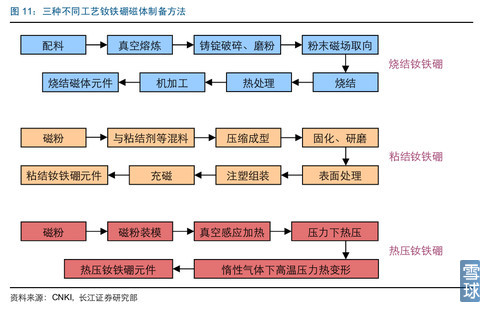 图 11：三种不同工艺钕铁硼磁体制备方法
配料
真空熔炼
铸锭破碎、磨粉
粉末磁场取向
烧结钕铁硼
烧结磁体元件
机加工
热处理
烧结
磁粉
与粘结剂等混料
压缩成型
固化、研磨
粘结钕铁硼
粘结钕铁硼元件
充磁
注塑组装
表面处理
磁粉
磁粉装模
真空感应加热
压力下热压
热压钕铁硼
热压钕铁硼元件
惰性气体下高温压力热变形
雪球
资料来源：CNKI, 长江证券研究部